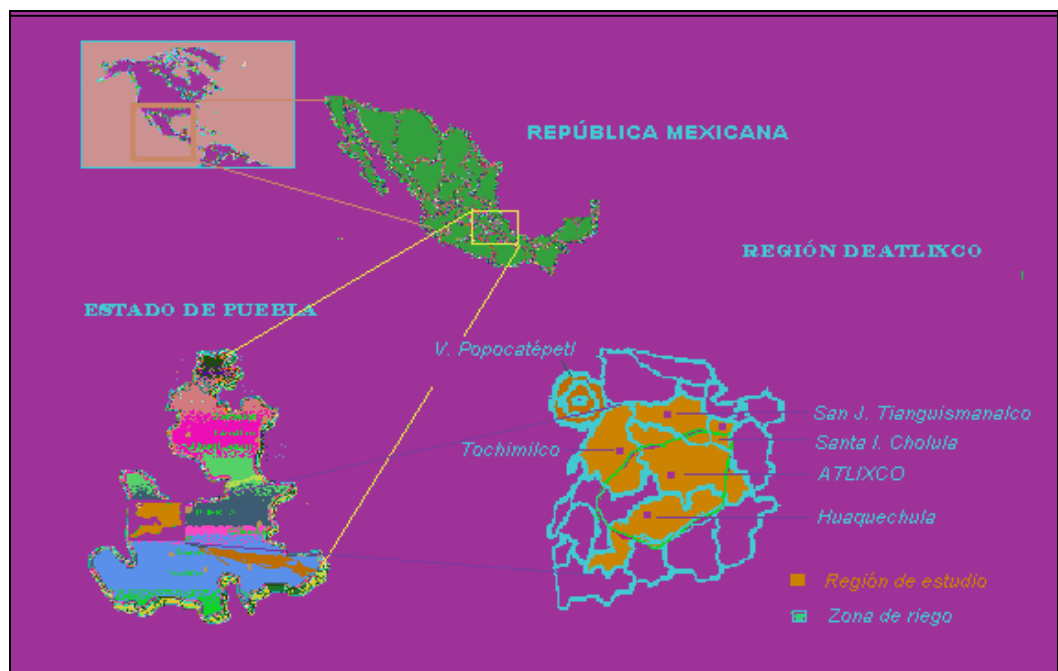 REPÚBLICA MEXICANA
REGIÓN DEATLIXCO
ESTADO DE PUEBLA
V. Popocatépetl
San J. Tianguismanalco
Tochimilco
Santa I. Cholula
ATLIXCO
Huaquechula
Región de estudio
Zona de riego